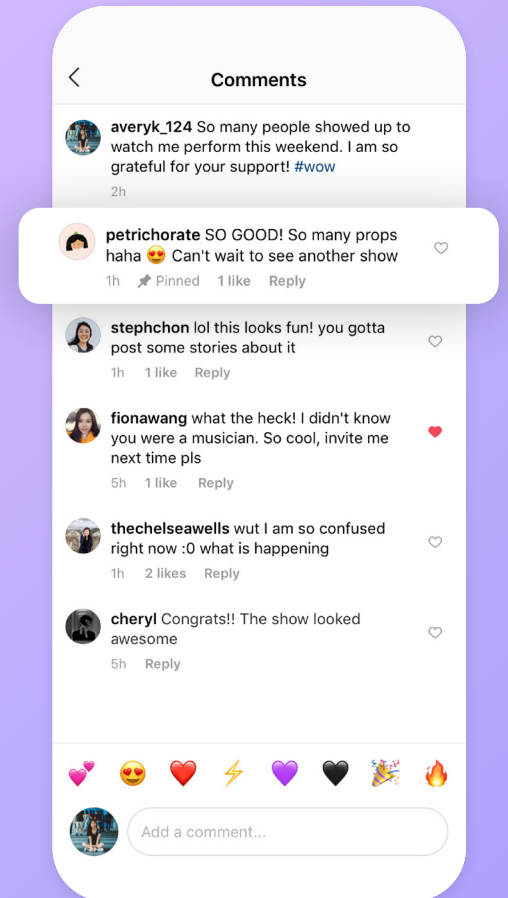 Comments
averyk_124 So many people showed up to
watch me perform this weekend. I am so
grateful for your support! #wow
2h
petrichorate SO GOOD! So many props
haha 😍 Can't wait to see another show
1h Pinned 1 like Reply
stephchon lol this looks fun! you gotta
post some stories about it
1h 1 like Reply
fionawang what the heck! I didn't know
you were a musician. So cool, invite me
next time pls
5h 1 like Reply
thechelseawells wut I am so confused
right now :0 what is happening
1h 2 likes Reply
cheryl Congrats!! The show looked
awesome
5h Reply
Add a comment...